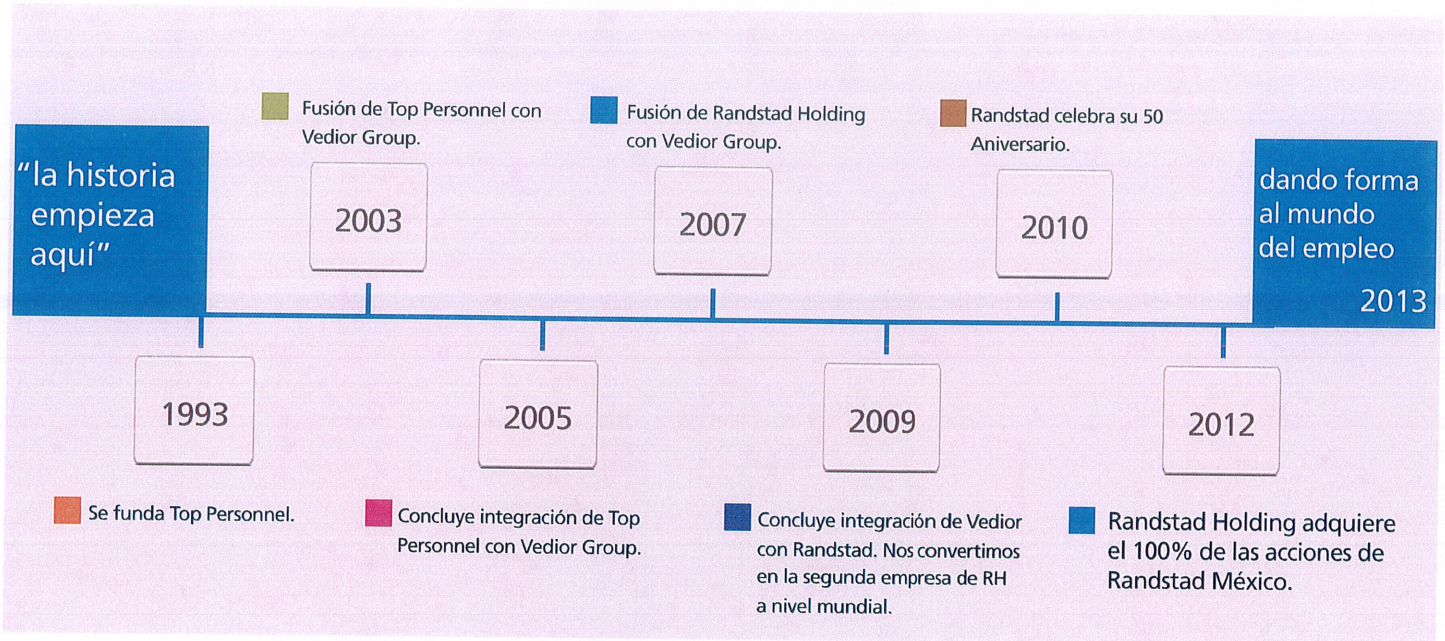 “la historia
empieza
aquí”
Fusión de Top Personnel con
Vedior Group.
2003
Fusión de Randstad Holding
con Vedior Group.
2007
Randstad celebra su 50
Aniversario.
2010
dando forma
al mundo
del empleo
2013
1993
Se funda Top Personnel.
2005
Concluye integración de Top
Personnel con Vedior Group.
2009
Concluye integración de Vedior
con Randstad. Nos convertimos
en la segunda empresa de RH
a nivel mundial.
2012
Randstad Holding adquiere
el 100% de las acciones de
Randstad México.